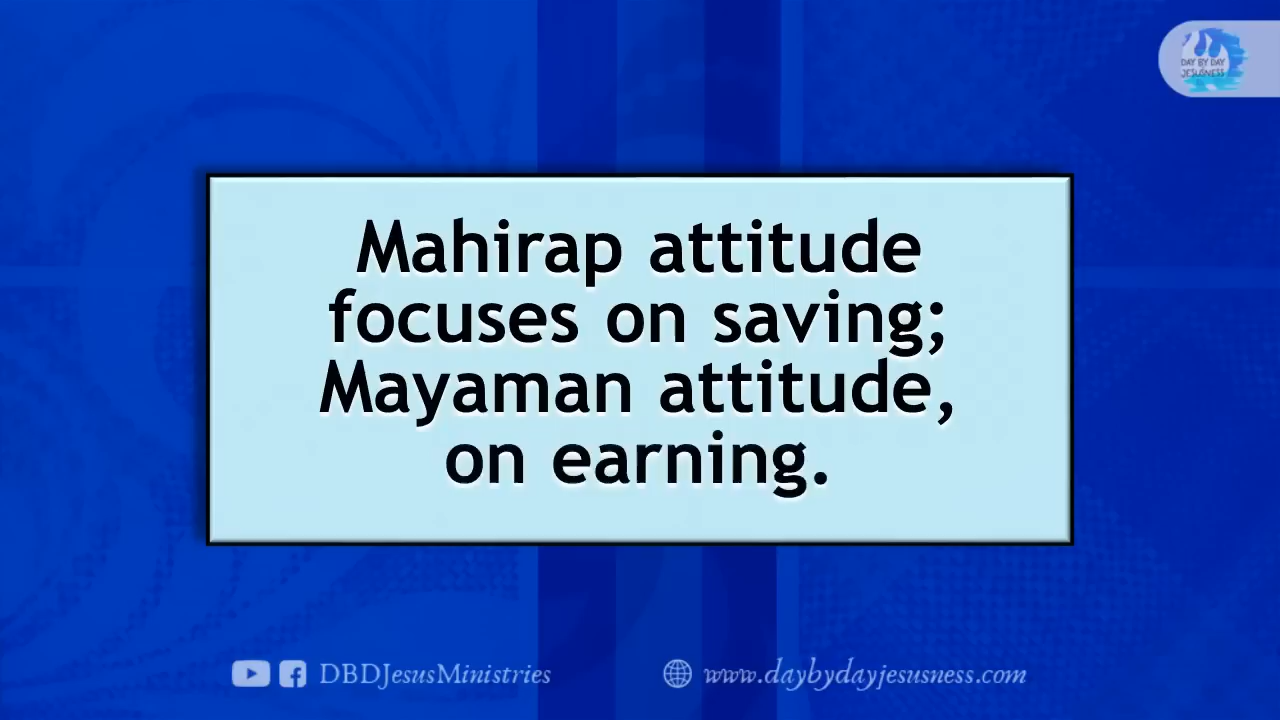 DAY BY DAY
JESUSNESS
Mahirap attitude
focuses on saving;
Mayaman attitude,
on earning.
DBDJesusMinistries
www.daybydayjesusness.com